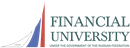 FINANCIAL
UNIVERSITY
UNDER THE GOVERNMENT OF THE RUSSIAN FEDERATION